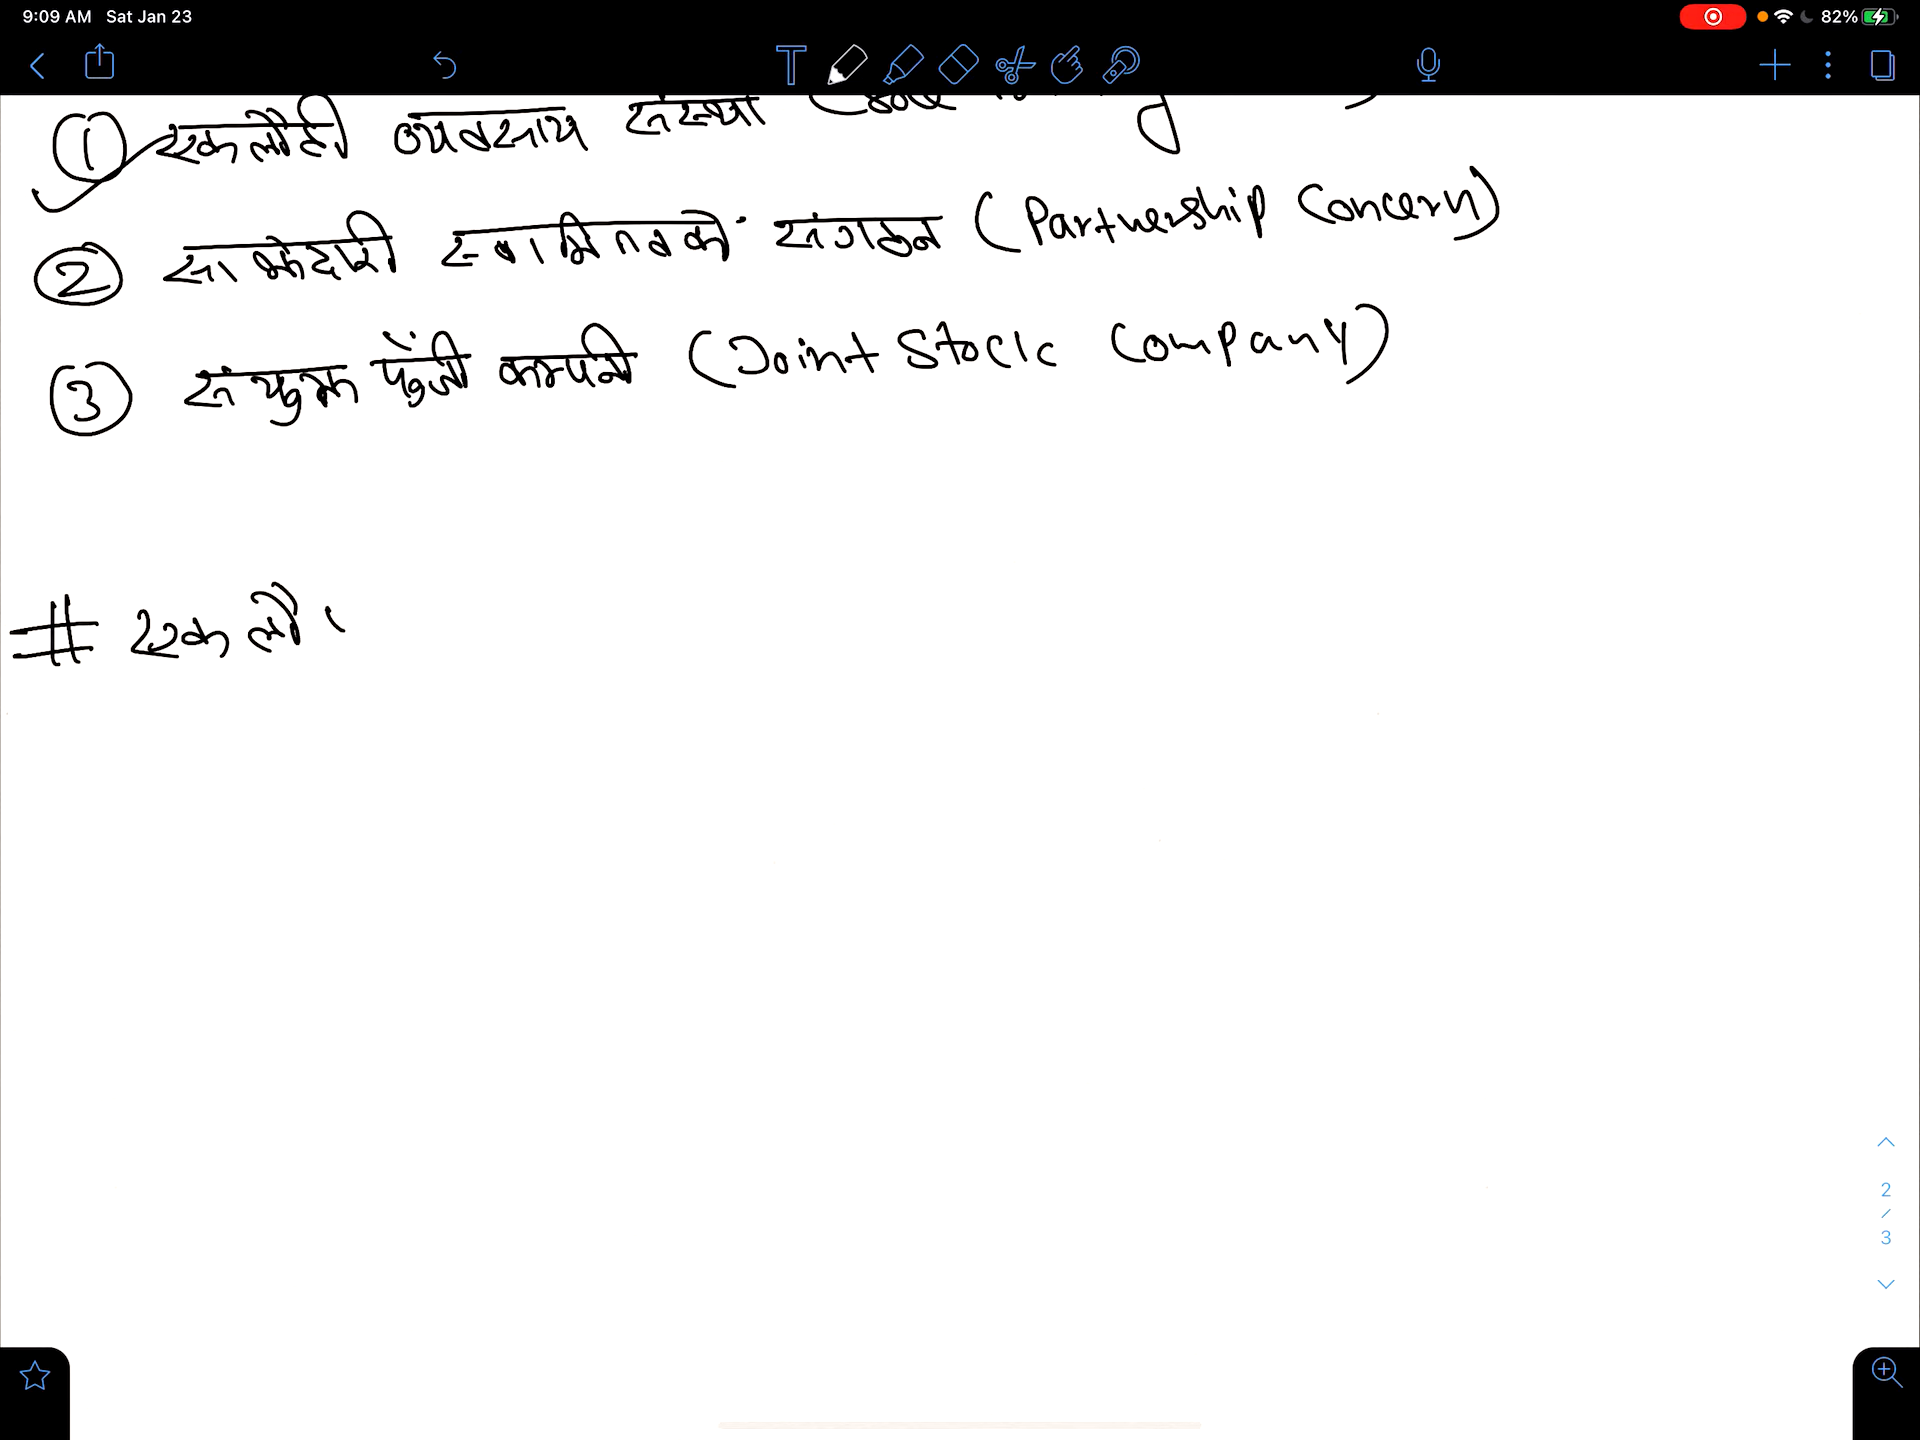 9:09 AM Sat Jan 23
82%
① एकलौटी व्यवसाय संस्था
② साझेदारी स्वामित्वको संगठन (Partnership Concern)
③ संयुक्त पूँजी कम्पनी (Joint Stock Company)
# एकलौ
2
/
3